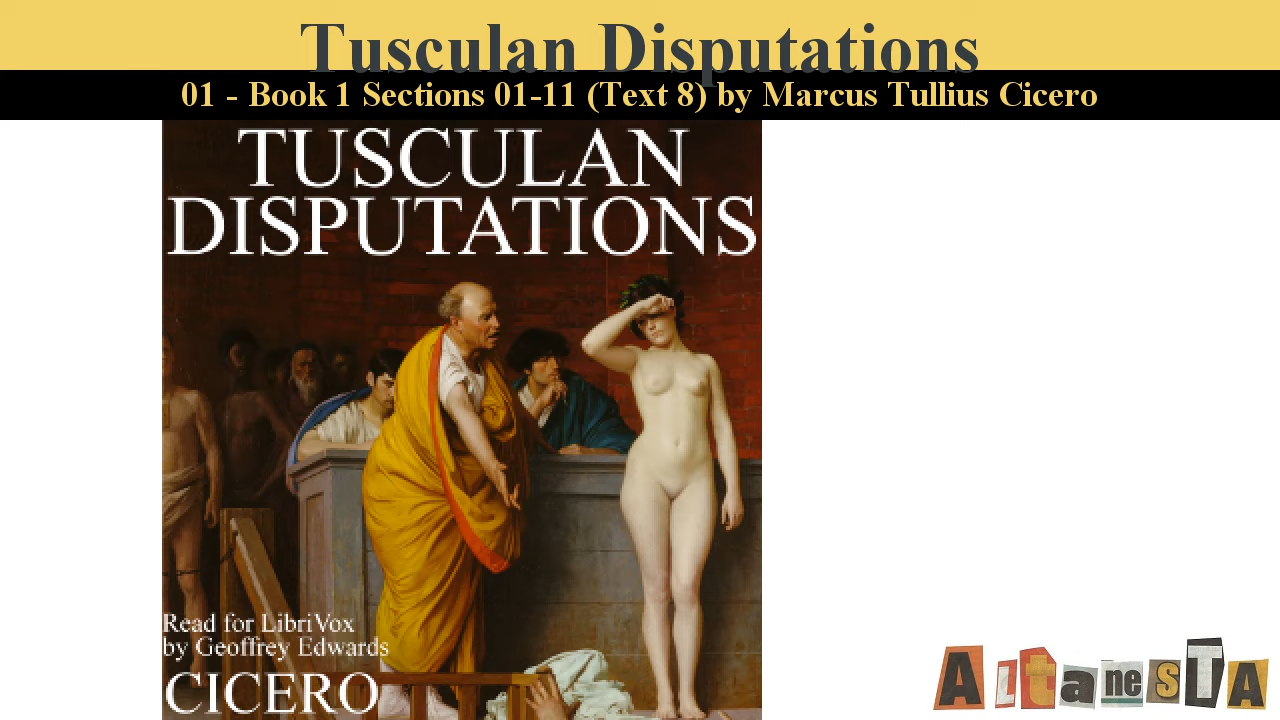 Tusculan Disputations
01 - Book 1 Sections 01-11 (Text 8) by Marcus Tullius Cicero
TUSCULAN
DISPUTATIONS
Read for LibriVox
by Geoffrey Edwards
CICERO
AltanesTA